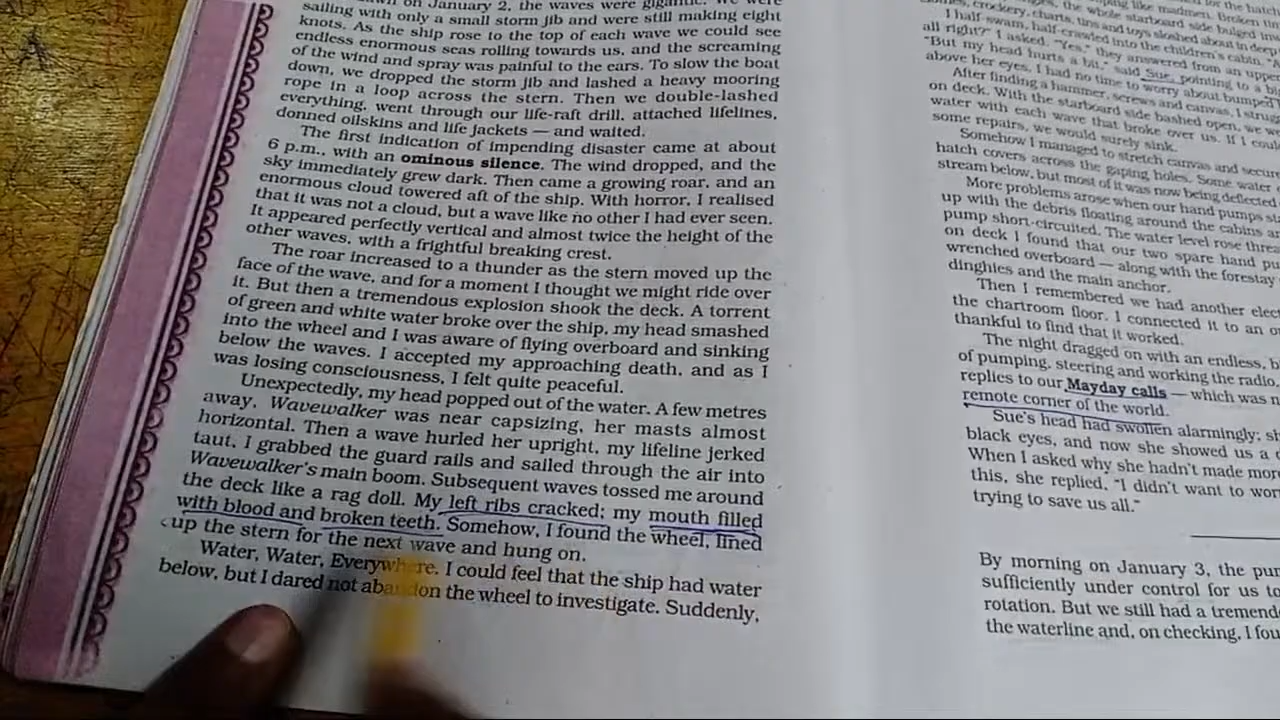 on January 2, the waves were gigantic. We were
sailing with only a small storm jib and were still making eight
knots. As the ship rose to the top of each wave we could see
endless enormous seas rolling towards us, and the screaming
of the wind and spray was painful to the ears. To slow the boat
down, we dropped the storm jib and lashed a heavy mooring
rope in a loop across the stern. Then we double-lashed
everything, went through our life-raft drill, attached lifelines,
donned oilskins and life jackets — and waited.
The first indication of impending disaster came at about
6 p.m., with an ominous silence. The wind dropped, and the
sky immediately grew dark. Then came a growing roar, and an
enormous cloud towered aft of the ship. With horror, I realised
that it was not a cloud, but a wave like no other I had ever seen.
It appeared perfectly vertical and almost twice the height of the
other waves, with a frightful breaking crest.
The roar increased to a thunder as the stern moved up the
face of the wave, and for a moment I thought we might ride over
it. But then a tremendous explosion shook the deck. A torrent
of green and white water broke over the ship, my head smashed
into the wheel and I was aware of flying overboard and sinking
below the waves. I accepted my approaching death, and as I
was losing consciousness, I felt quite peaceful.
Unexpectedly, my head popped out of the water. A few metres
away, Wavewalker was near capsizing, her masts almost
horizontal. Then a wave hurled her upright, my lifeline jerked
taut, I grabbed the guard rails and sailed through the air into
Wavewalker's main boom. Subsequent waves tossed me around
the deck like a rag doll. My left ribs cracked; my mouth filled
with blood and broken teeth. Somehow, I found the wheel, lined
up the stern for the next wave and hung on.
Water, Water, Everywhere. I could feel that the ship had water
below, but I dared not abandon the wheel to investigate. Suddenly,
like madmen. Broken
the whole starboard side bulged
crockery, charts, tins and toys sloshed about in deep
I half-swam, half-crawled into the children's cabin.
all right?" I asked. "Yes," they answered from an upper
"But my head hurts a bit," said Sue, pointing to a
above her eyes. I had no time to worry about bumped
After finding a hammer, screws and canvas, I
on deck. With the starboard side bashed open, we
water with each wave that broke over us. If I
some repairs, we would surely sink.
Somehow I managed to stretch canvas and
hatch covers across the gaping holes. Some water
stream below, but most of it was now being deflected
More problems arose when our hand pumps
up with the debris floating around the cabins
pump short-circuited. The water level rose
on deck I found that our two spare hand
wrenched overboard — along with the forestay
dinghies and the main anchor.
Then I remembered we had another
the chartroom floor. I connected it to an
thankful to find that it worked.
The night dragged on with an endless,
of pumping, steering and working the radio.
replies to our Mayday calls — which was
remote corner of the world.
Sue's head had swollen alarmingly;
black eyes, and now she showed us a
When I asked why she hadn't made
this, she replied, "I didn't want to
trying to save us all."
By morning on January 3, the
sufficiently under control for us to
rotation. But we still had a
the waterline and, on checking, I